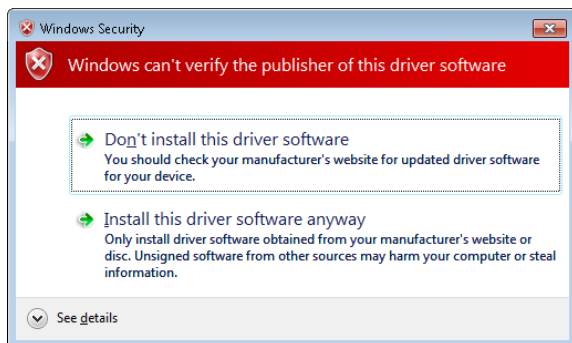 Windows Security
Windows can't verify the publisher of this driver software
Don't install this driver software
You should check your manufacturer's website for updated driver software
for your device.
Install this driver software anyway
Only install driver software obtained from your manufacturer's website or
disc. Unsigned software from other sources may harm your computer or steal
information.
See details